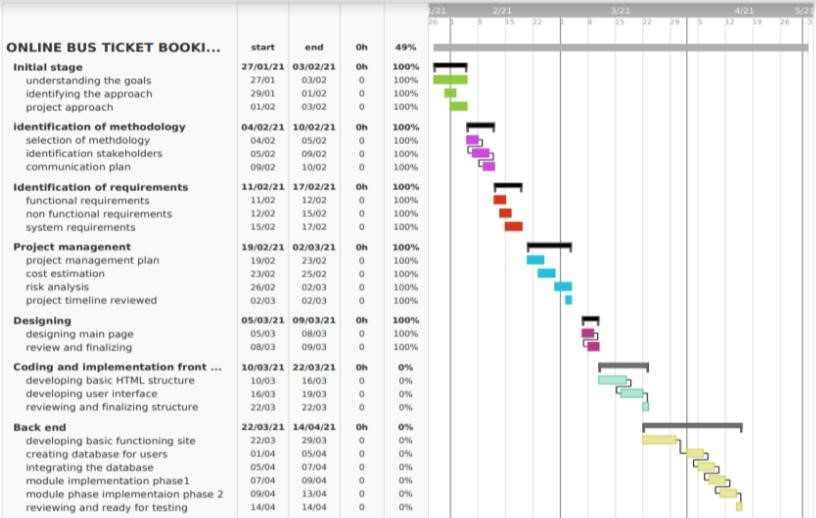 1/21 2/21 3/21 4/21 5/21
26 1 8 15 22 1 8 15 22 29 5 12 19 26 3
ONLINE BUS TICKET BOOKI... start end 0h 49%
Initial stage 27/01/21 03/02/21 0h 100%
understanding the goals 27/01 03/02 0 100%
identifying the approach 29/01 01/02 0 100%
project approach 01/02 03/02 0 100%
identification of methodology 04/02/21 10/02/21 0h 100%
selection of methdology 04/02 05/02 0 100%
identification stakeholders 05/02 09/02 0 100%
communication plan 09/02 10/02 0 100%
Identification of requirements 11/02/21 17/02/21 0h 100%
functional requirements 11/02 12/02 0 100%
non functional requirements 12/02 15/02 0 100%
system requirements 15/02 17/02 0 100%
Project managenent 19/02/21 02/03/21 0h 100%
project management plan 19/02 23/02 0 100%
cost estimation 23/02 25/02 0 100%
risk analysis 26/02 02/03 0 100%
project timeline reviewed 02/03 02/03 0 100%
Designing 05/03/21 09/03/21 0h 100%
designing main page 05/03 08/03 0 100%
review and finalizing 08/03 09/03 0 100%
Coding and implementation front ... 10/03/21 22/03/21 0h 0%
developing basic HTML structure 10/03 16/03 0 0%
developing user interface 16/03 19/03 0 0%
reviewing and finalizing structure 22/03 22/03 0 0%
Back end 22/03/21 14/04/21 0h 0%
developing basic functioning site 22/03 29/03 0 0%
creating database for users 01/04 05/04 0 0%
integrating the database 05/04 07/04 0 0%
module implementation phase1 07/04 09/04 0 0%
module phase implementaion phase 2 09/04 13/04 0 0%
reviewing and ready for testing 14/04 14/04 0 0%